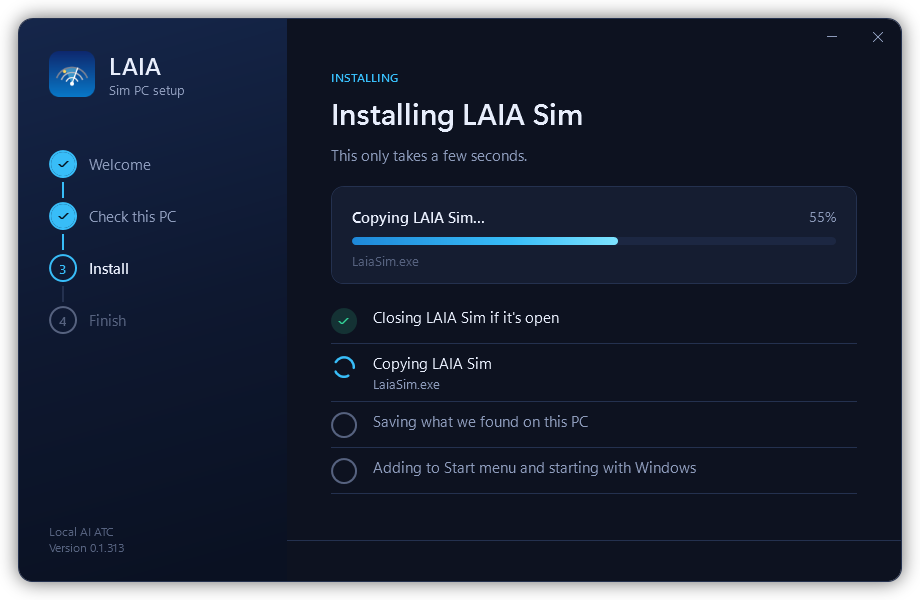 LAIA
Sim PC setup
Welcome
Check this PC
3
Install
4
Finish
Local AI ATC
Version 0.1.313
INSTALLING
Installing LAIA Sim
This only takes a few seconds.
Copying LAIA Sim...
55%
LaiaSim.exe
Closing LAIA Sim if it's open
Copying LAIA Sim
LaiaSim.exe
Saving what we found on this PC
Adding to Start menu and starting with Windows